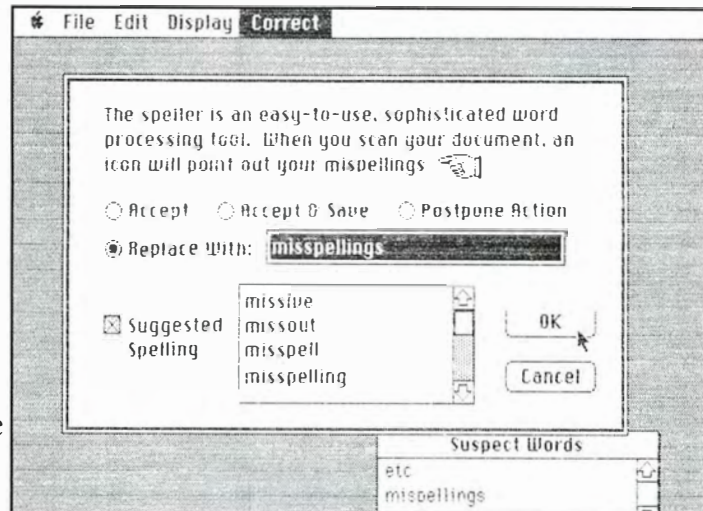 File Edit Display Correct
The speller is an easy-to-use, sophisticated word
processing tool. When you scan your document, an
icon will point out your mispellings
Accept Accept & Save Postpone Action
Replace With: misspellings
missive
missout
misspell
misspelling
Suggested
Spelling
OK
Cancel
e
Suspect Words
etc
mispellings